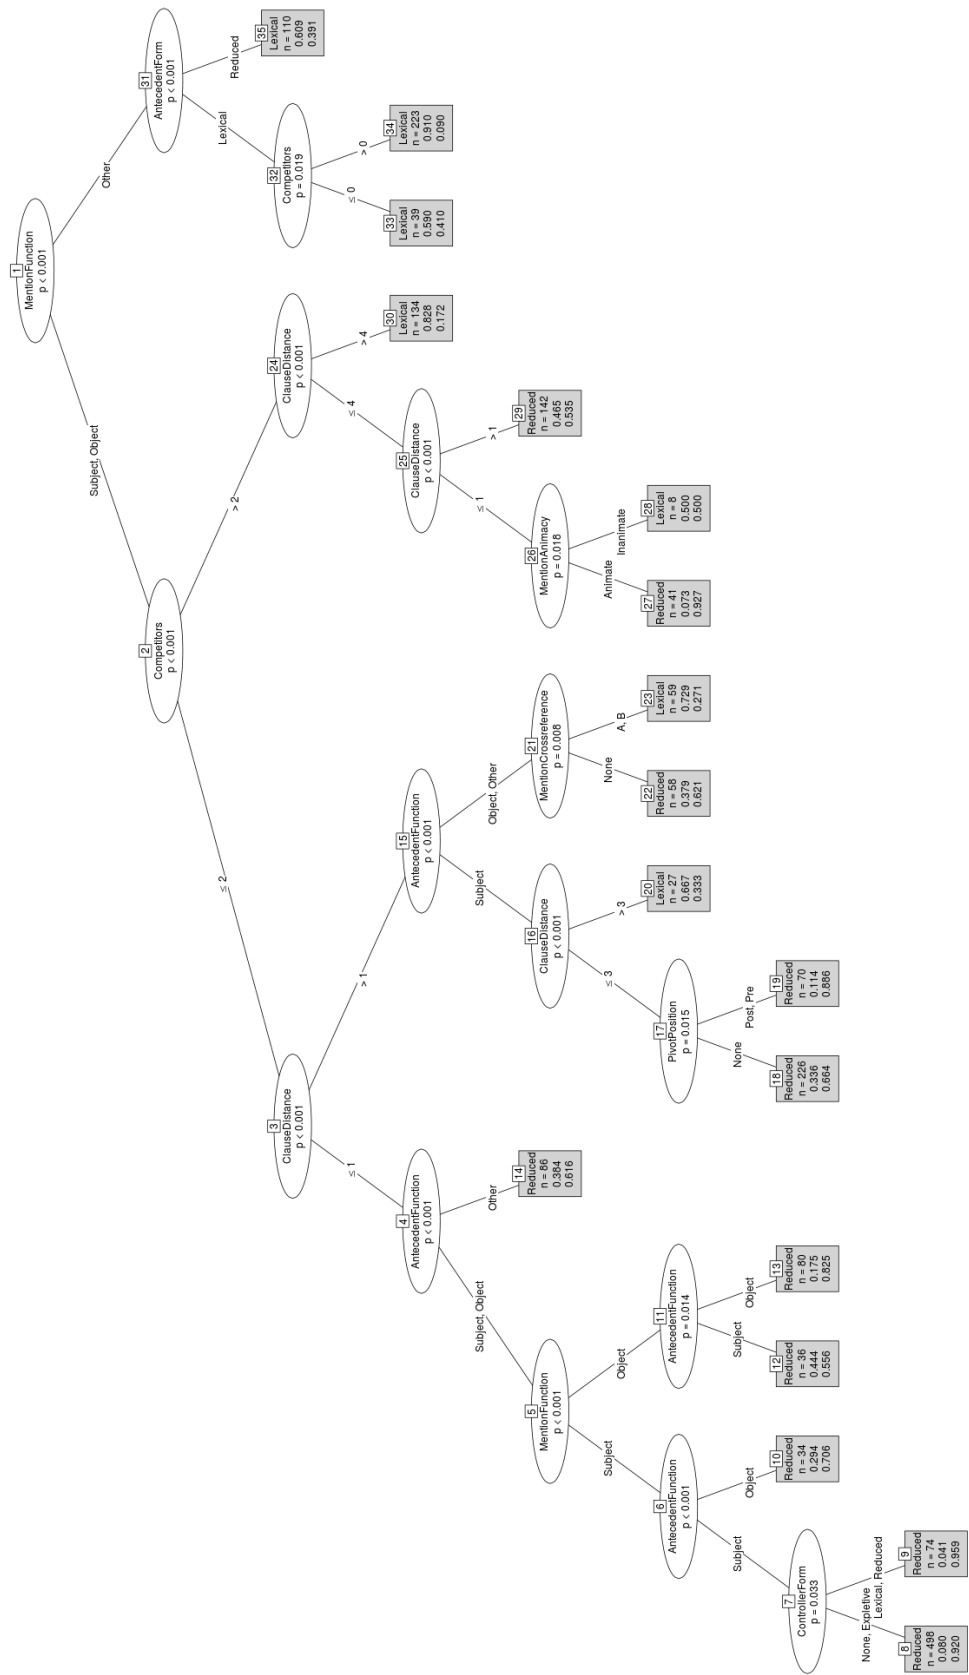 1
MentionFunction
p < 0.001
Subject, Object
Other
2
Competitors
p < 0.001
≤ 2
> 2
3
ClauseDistance
p < 0.001
≤ 1
> 1
4
AntecedentFunction
p < 0.001
Subject, Object
Other
5
MentionFunction
p < 0.001
Subject
Object
6
AntecedentFunction
p < 0.001
Subject
Object
7
ControllerForm
p = 0.033
None, Expletive
Lexical, Reduced
8
Reduced
n = 498
0.080
0.920
9
Reduced
n = 74
0.041
0.959
10
Reduced
n = 34
0.294
0.706
11
AntecedentFunction
p = 0.014
Subject
Object
12
Reduced
n = 36
0.444
0.556
13
Reduced
n = 80
0.175
0.825
14
Reduced
n = 86
0.384
0.616
15
AntecedentFunction
p < 0.001
Subject
Object, Other
16
ClauseDistance
p < 0.001
≤ 3
> 3
17
PivotPosition
p = 0.015
None
Post, Pre
18
Reduced
n = 226
0.336
0.664
19
Reduced
n = 70
0.114
0.886
20
Lexical
n = 27
0.667
0.333
21
MentionCrossreference
p = 0.008
None
A, B
22
Reduced
n = 58
0.379
0.621
23
Lexical
n = 59
0.729
0.271
24
ClauseDistance
p < 0.001
≤ 4
> 4
25
ClauseDistance
p < 0.001
≤ 1
> 1
26
MentionAnimacy
p = 0.018
Animate
Inanimate
27
Reduced
n = 41
0.073
0.927
28
Lexical
n = 8
0.500
0.500
29
Reduced
n = 142
0.465
0.535
30
Lexical
n = 134
0.828
0.172
31
AntecedentForm
p < 0.001
Lexical
Reduced
32
Competitors
p = 0.019
≤ 0
> 0
33
Lexical
n = 39
0.590
0.410
34
Lexical
n = 223
0.910
0.090
35
Lexical
n = 110
0.609
0.391